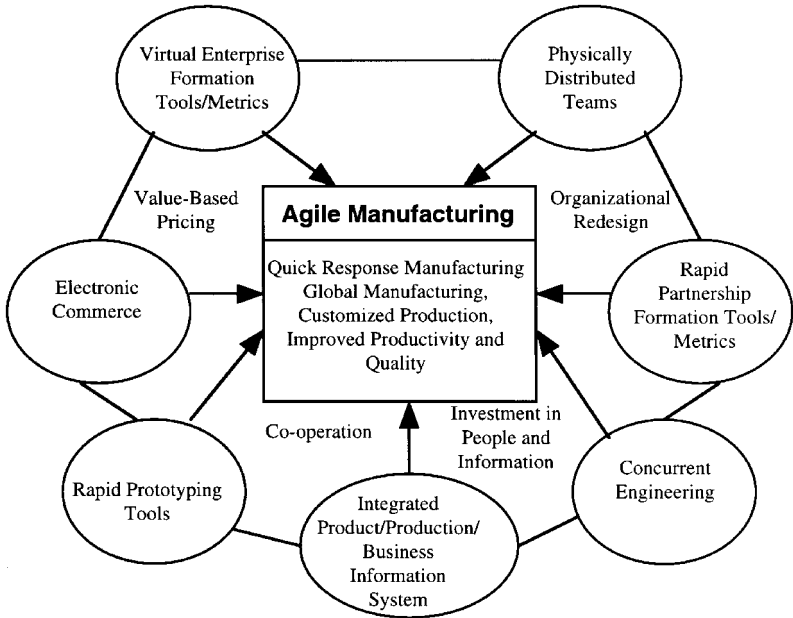 Virtual Enterprise
Formation
Tools/Metrics
Physically
Distributed
Teams
Value-Based
Pricing
Agile Manufacturing
Organizational
Redesign
Quick Response Manufacturing
Global Manufacturing,
Customized Production,
Improved Productivity and
Quality
Electronic
Commerce
Rapid
Partnership
Formation Tools/
Metrics
Co-operation
Investment in
People and
Information
Rapid Prototyping
Tools
Integrated
Product/Production/
Business
Information
System
Concurrent
Engineering